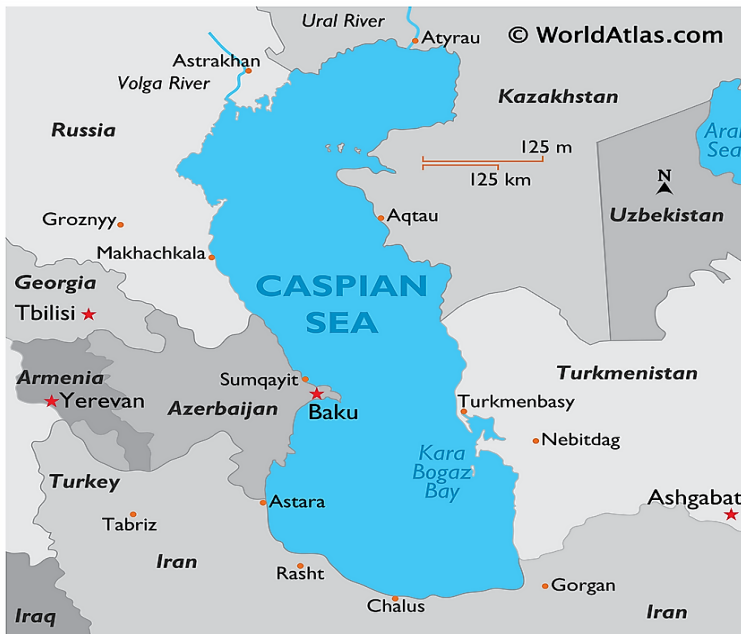 Ural River
© WorldAtlas.com
Atyrau
Astrakhan
Volga River
Kazakhstan
Russia
Aral
Sea
125 m
125 km
N
Uzbekistan
Groznyy
Aqtau
Makhachkala
Georgia
Tbilisi
CASPIAN
SEA
Armenia
Yerevan
Sumqayit
Azerbaijan
Baku
Turkmenistan
Turkmenbasy
Nebitdag
Kara
Bogaz
Bay
Turkey
Tabriz
Astara
Ashgabat
Iran
Rasht
Chalus
Gorgan
Iraq
Iran